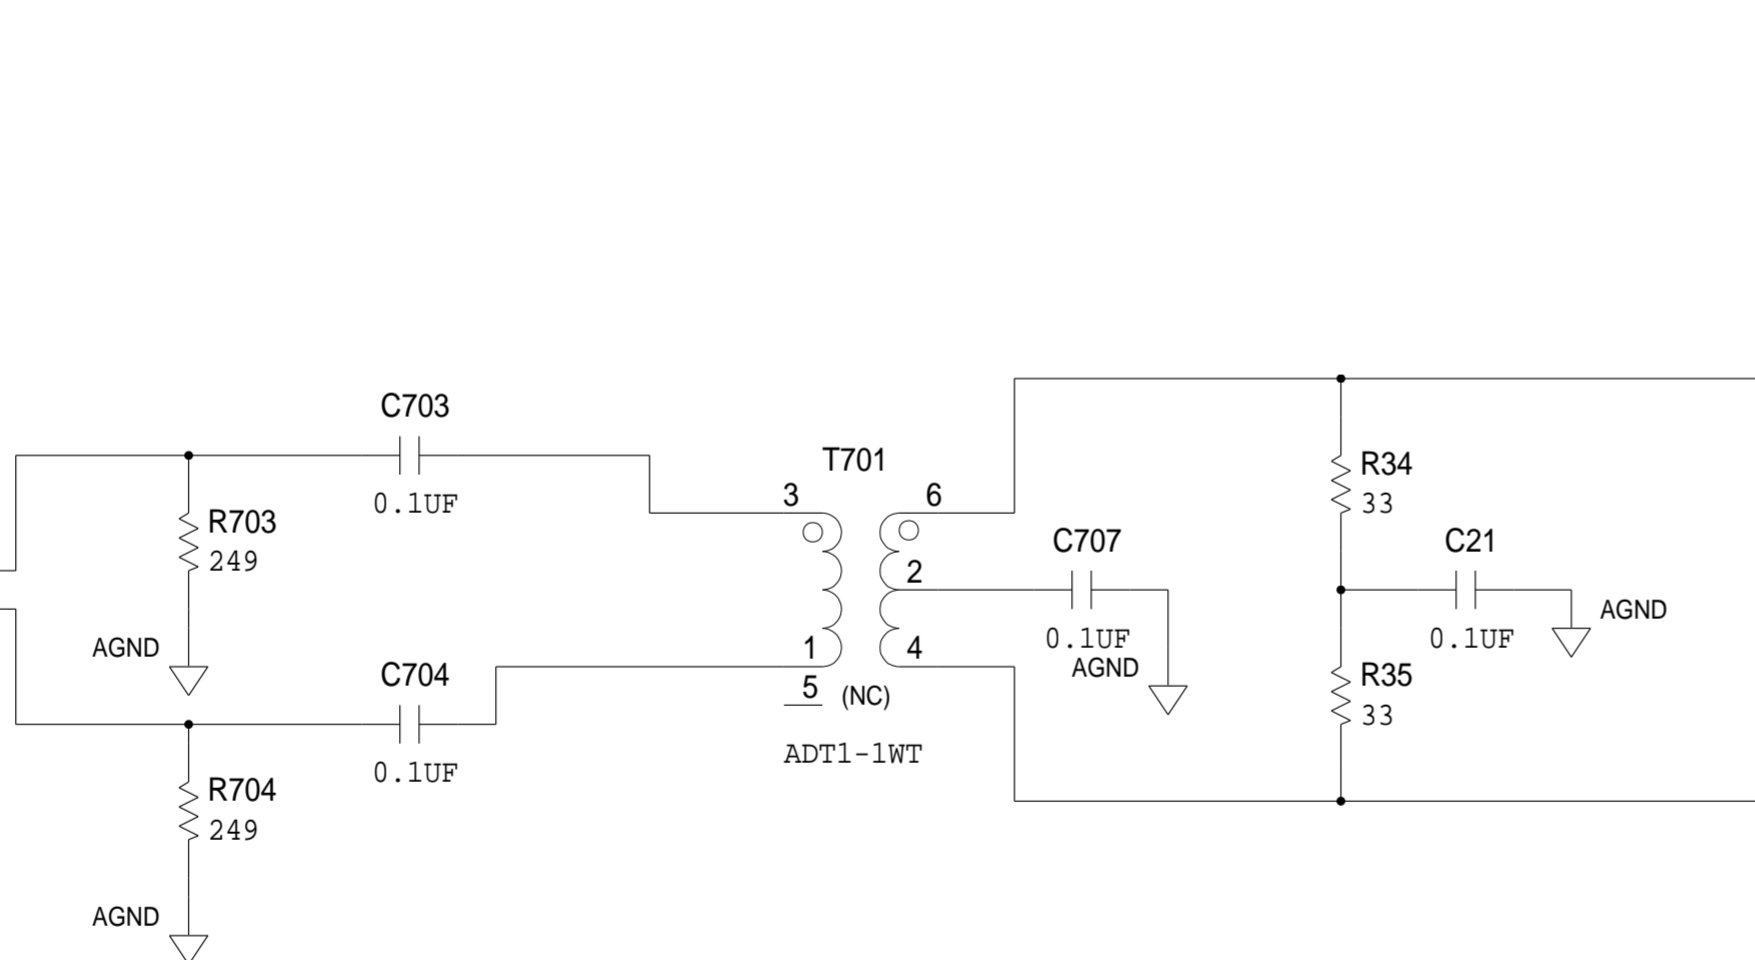 C703
0.1UF
R703
249
AGND
C704
0.1UF
R704
249
AGND
T701
3
6
2
1
4
5 (NC)
ADT1-1WT
C707
0.1UF
AGND
R34
33
C21
0.1UF
AGND
R35
33